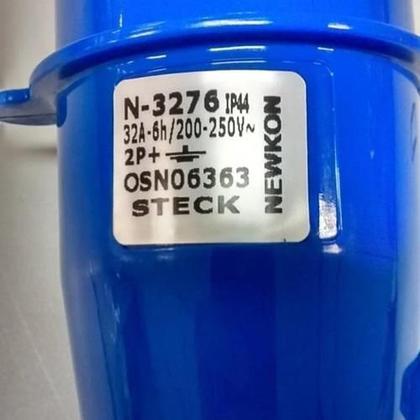 N-3276 IP44
32A-6h/200-250V~
2P+⏚
OSN06363
STECK
NEWKON